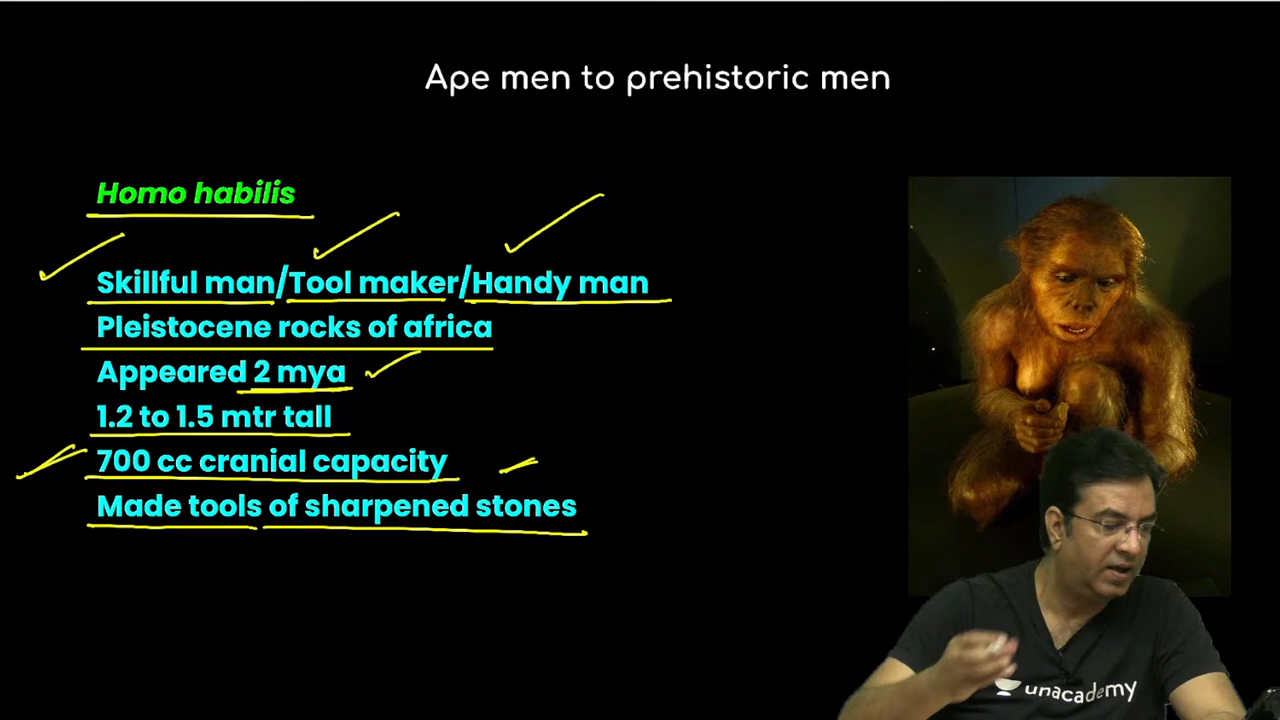 Ape men to prehistoric men
Homo habilis
Skillful man/Tool maker/Handy man
Pleistocene rocks of africa
Appeared 2 mya
1.2 to 1.5 mtr tall
700 cc cranial capacity
Made tools of sharpened stones
unacademy